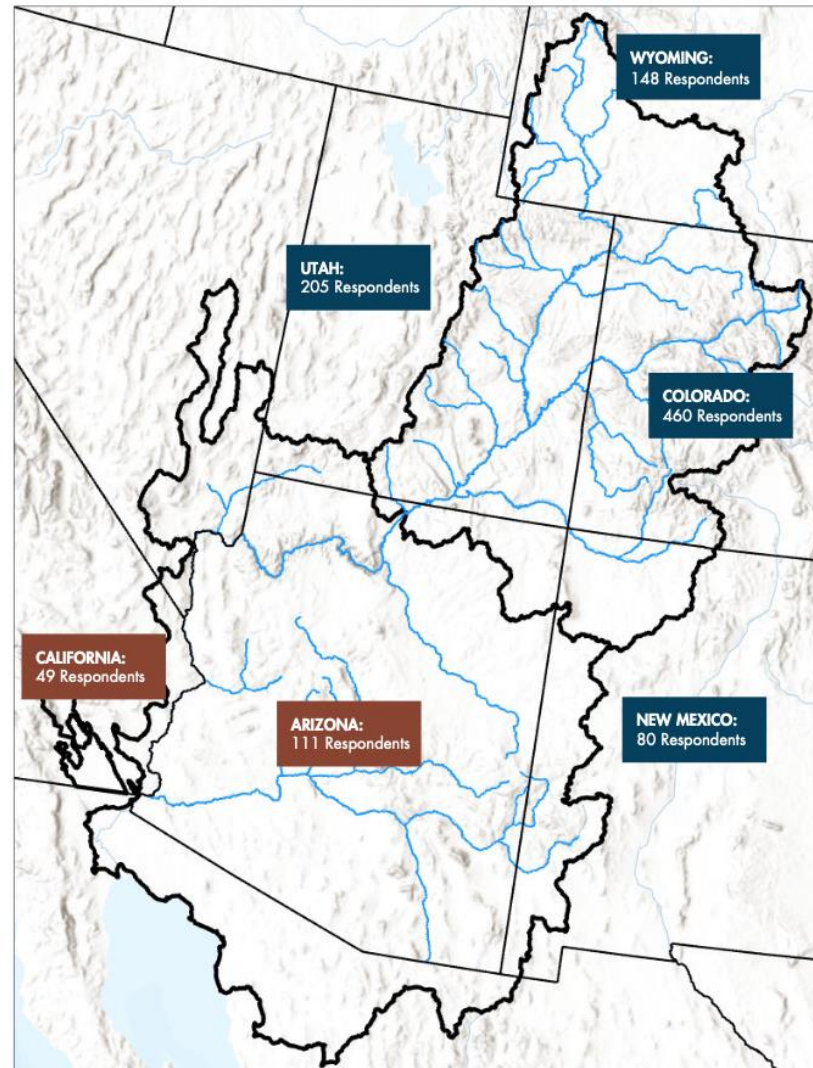 WYOMING:
148 Respondents
UTAH:
205 Respondents
COLORADO:
460 Respondents
CALIFORNIA:
49 Respondents
ARIZONA:
111 Respondents
NEW MEXICO:
80 Respondents